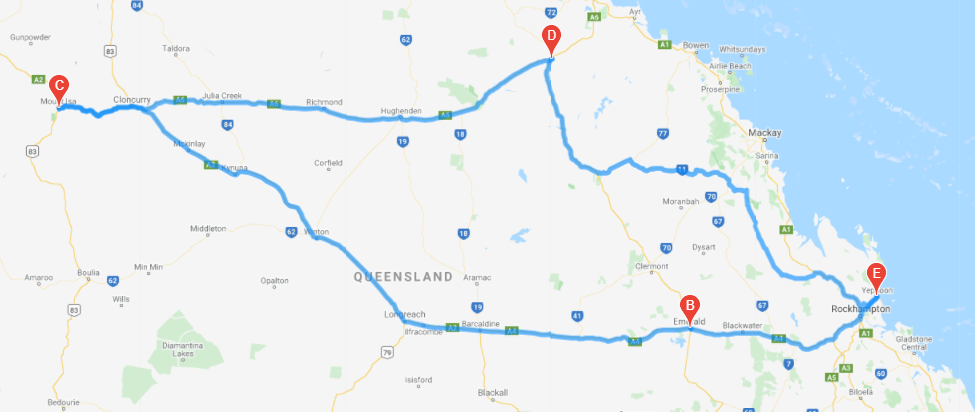 Ayr
84
72
A6
Gunpowder
83
Taldora
62
D
A1
Bowen
Whitsundays
Airlie Beach
Proserpine
A2
C
Mount Isa
Cloncurry
A6
Julia Creek
A6
Richmond
Hughenden
A6
84
19
18
77
Mackay
Sarina
83
McKinlay
A2
Kynuna
Corfield
11
70
Moranbah
67
A1
Middleton
62
Winton
18
70
Dysart
Boulia
62
Min Min
QUEENSLAND
Aramac
Clermont
E
Yeppoon
Amaroo
Opalton
Wills
B
83
Longreach
19
41
67
Rockhampton
Ilfracombe
A2
Barcaldine
A4
Emerald
Blackwater
A4
A4
A1
Gladstone
Central
Diamantina
Lakes
79
7
A3
60
A5
Isisford
Biloela
Blackall
Bedourie